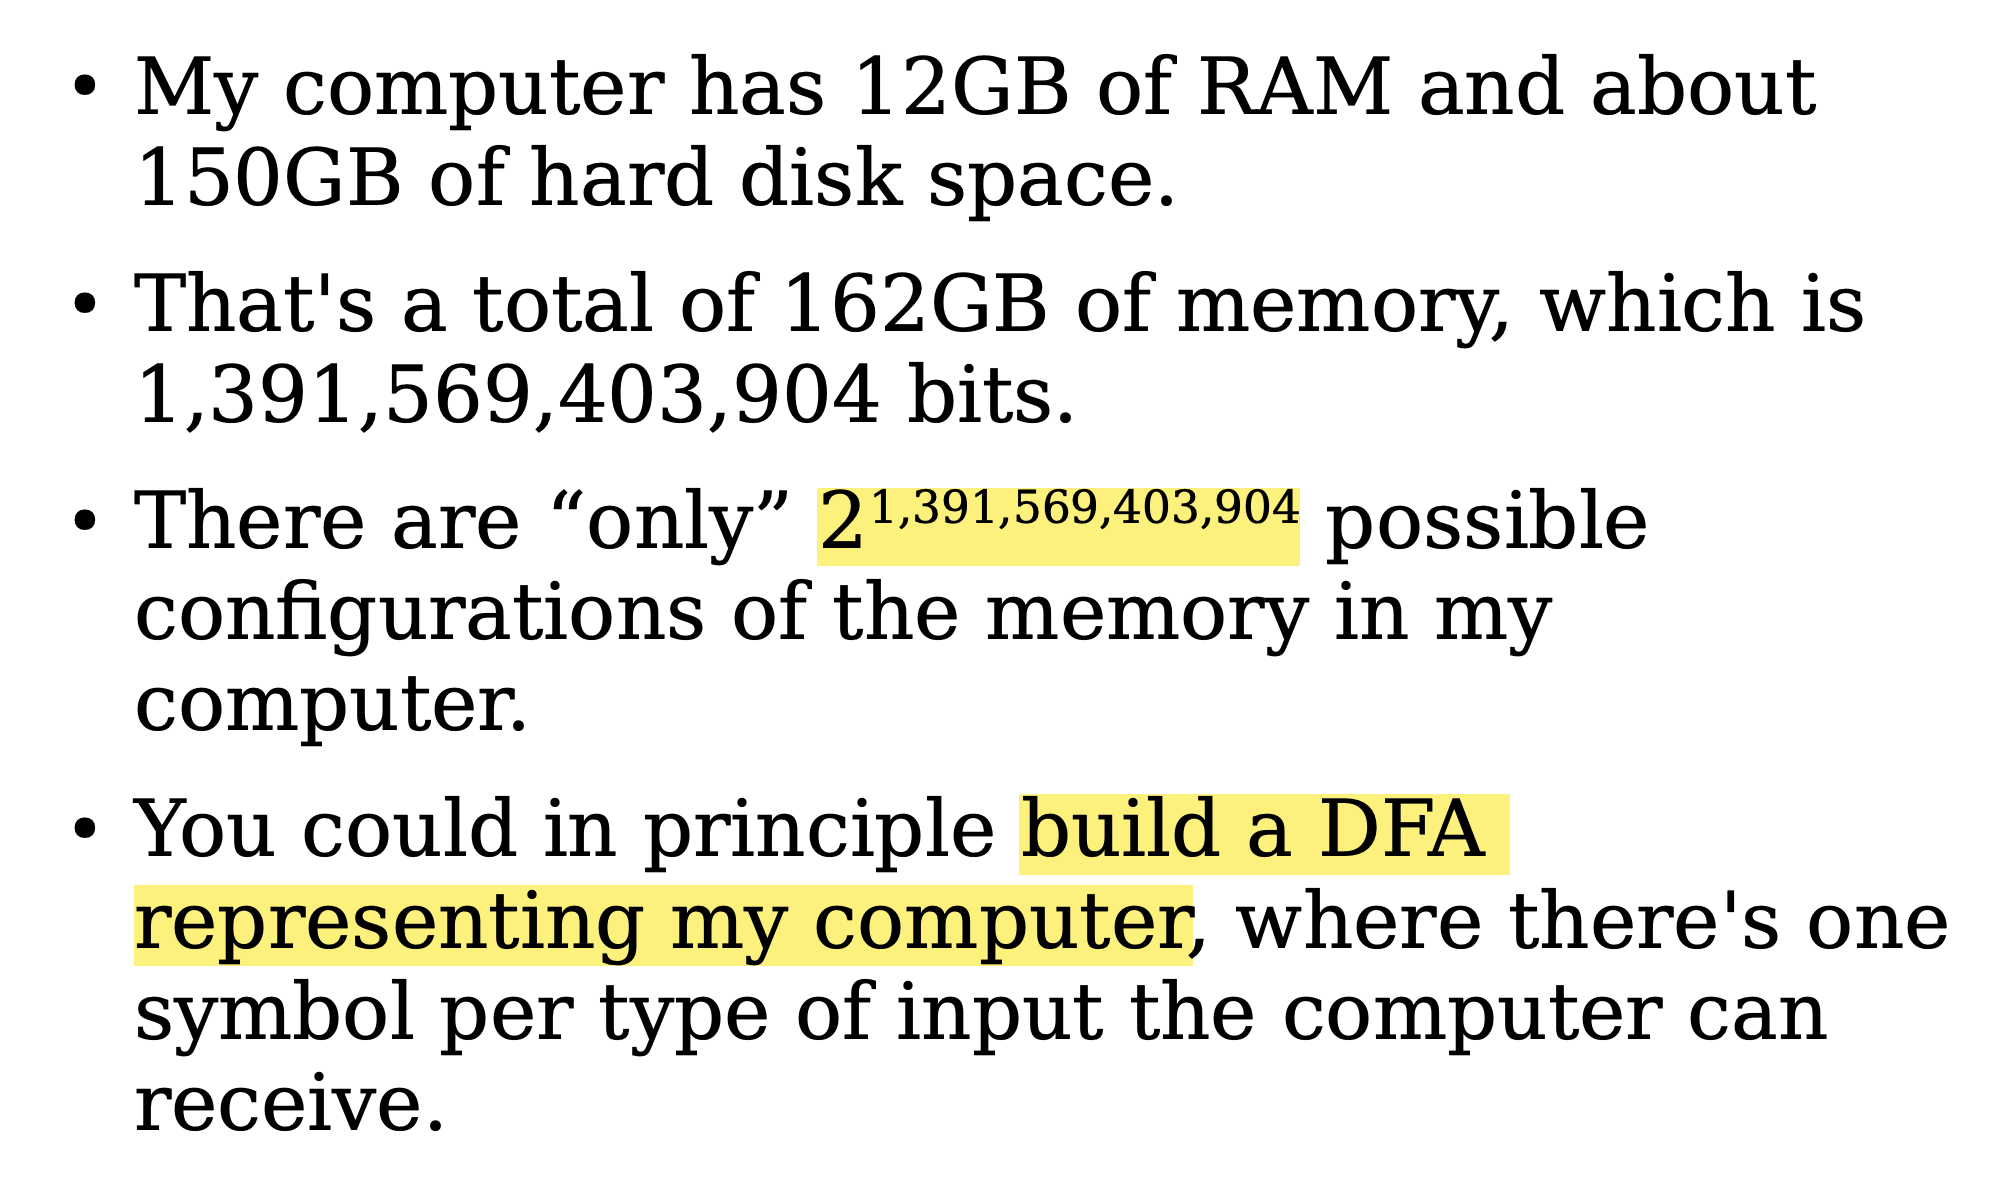 • My computer has 12GB of RAM and about
150GB of hard disk space.
• That's a total of 162GB of memory, which is
1,391,569,403,904 bits.
• There are “only” 2^1,391,569,403,904 possible
configurations of the memory in my
computer.
• You could in principle build a DFA
representing my computer, where there's one
symbol per type of input the computer can
receive.